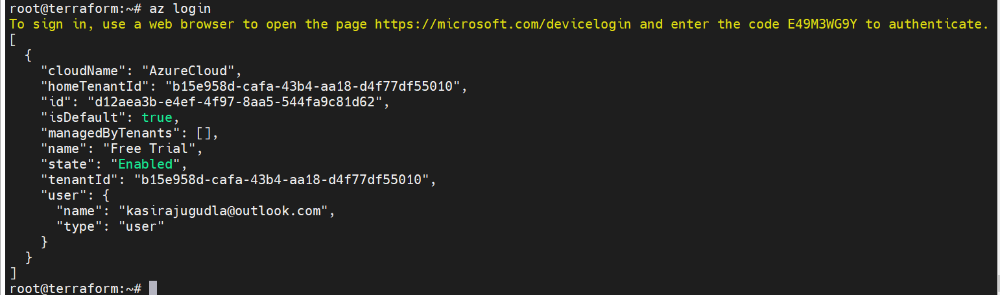 root@terraform:~# az login
To sign in, use a web browser to open the page https://microsoft.com/devicelogin and enter the code E49M3WG9Y to authenticate.
[
  {
    "cloudName": "AzureCloud",
    "homeTenantId": "b15e958d-cafa-43b4-aa18-d4f77df55010",
    "id": "d12aea3b-e4ef-4f97-8aa5-544fa9c81d62",
    "isDefault": true,
    "managedByTenants": [],
    "name": "Free Trial",
    "state": "Enabled",
    "tenantId": "b15e958d-cafa-43b4-aa18-d4f77df55010",
    "user": {
      "name": "kasirajugudla@outlook.com",
      "type": "user"
    }
  }
]
root@terraform:~#